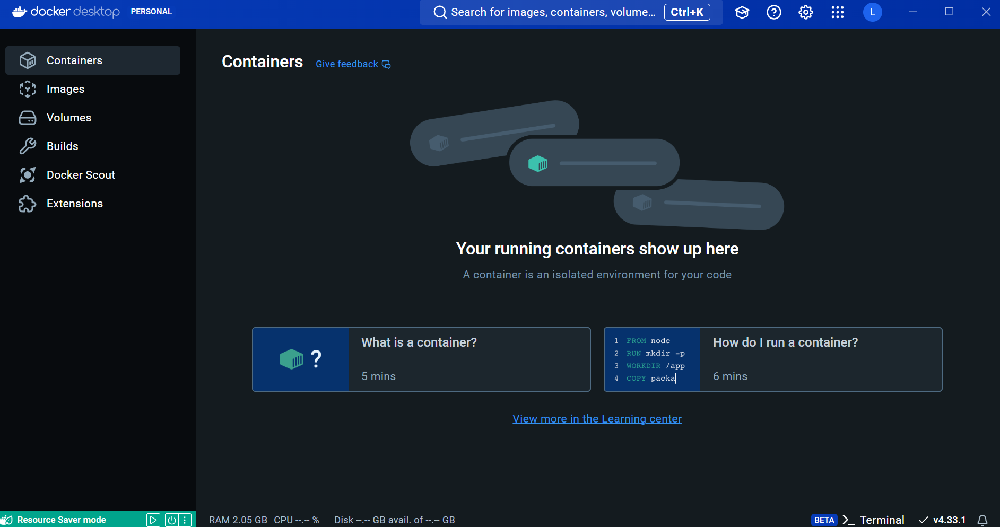 docker desktop PERSONAL
Search for images, containers, volume... Ctrl+K
L
Containers
Images
Volumes
Builds
Docker Scout
Extensions
Containers Give feedback
Your running containers show up here
A container is an isolated environment for your code
?
What is a container?
5 mins
1 FROM node
2 RUN mkdir -p
3 WORKDIR /app
4 COPY packa
How do I run a container?
6 mins
View more in the Learning center
Resource Saver mode
RAM 2.05 GB CPU --.-- % Disk --.-- GB avail. of --.-- GB
BETA >_ Terminal v4.33.1